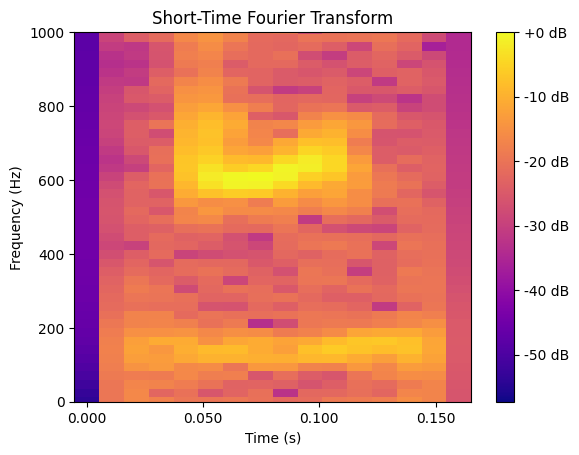 Short-Time Fourier Transform
1000
800
600
400
200
0
Frequency (Hz)
0.000
0.050
0.100
0.150
Time (s)
+0 dB
-10 dB
-20 dB
-30 dB
-40 dB
-50 dB